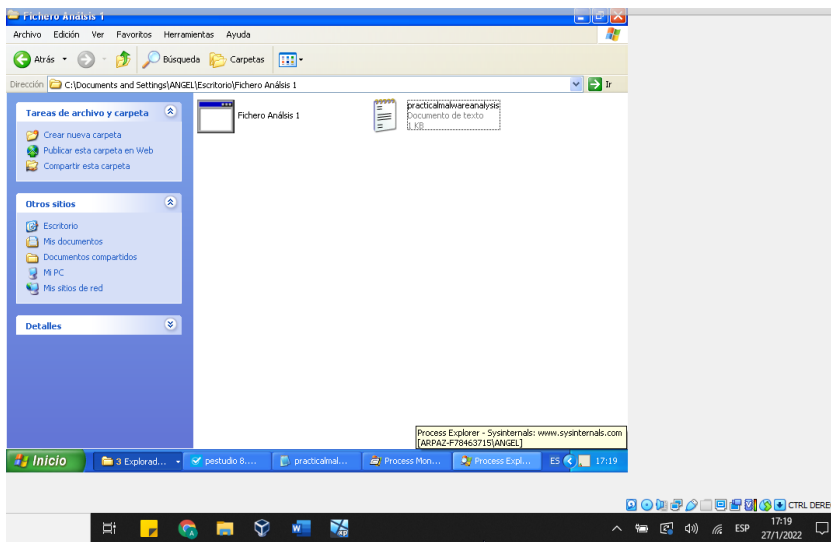 Fichero Análsis 1
Archivo Edición Ver Favoritos Herramientas Ayuda
Atrás Búsqueda Carpetas
Dirección C:\Documents and Settings\ANGEL\Escritorio\Fichero Análsis 1 Ir
Tareas de archivo y carpeta
Crear nueva carpeta
Publicar esta carpeta en Web
Compartir esta carpeta
Otros sitios
Escritorio
Mis documentos
Documentos compartidos
Mi PC
Mis sitios de red
Detalles
Fichero Análsis 1
practicalmalwareanalysis
Documento de texto
1 KB
Process Explorer - Sysinternals: www.sysinternals.com
[ARPAZ-F78463715\ANGEL]
Inicio 3 Explorad... pestudio 8.... practicalmal... Process Mon... Process Expl... ES 17:19
CTRL DERE
ESP 17:19
27/1/2022